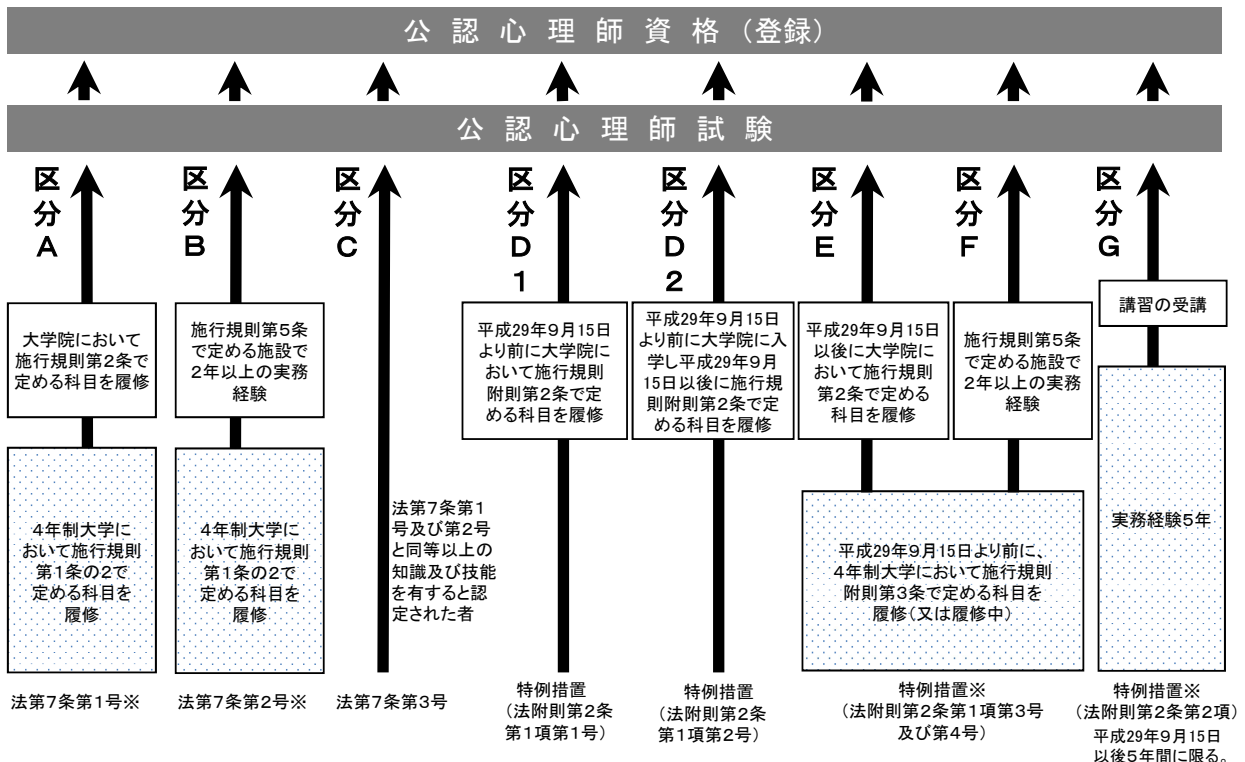 公認心理師資格（登録）
公認心理師試験
区分A
区分B
区分C
区分D1
区分D2
区分E
区分F
区分G
大学院において
施行規則第２条で
定める科目を履修
施行規則第５条
で定める施設で
２年以上の実務
経験
平成29年９月15日
より前に大学院に
おいて施行規則
附則第２条で定
める科目を履修
平成29年９月15日
より前に大学院に入
学し平成29年９月
15日以後に施行規
則附則第２条で定
める科目を履修
平成29年９月15日
以後に大学院に
おいて施行規則
第２条で定める
科目を履修
施行規則第５条
で定める施設で
２年以上の実務
経験
講習の受講
４年制大学に
おいて施行規則
第１条の２で
定める科目を
履修
４年制大学に
おいて施行規則
第１条の２で
定める科目を
履修
法第７条第１
号及び第２号
と同等以上の
知識及び技能
を有すると認
定された者
平成29年９月15日より前に、
４年制大学において施行規則
附則第３条で定める科目を
履修（又は履修中）
実務経験５年
法第７条第１号※
法第７条第２号※
法第７条第３号
特例措置
（法附則第２条
第１項第１号）
特例措置
（法附則第２条
第１項第２号）
特例措置※
（法附則第２条第１項第３号
及び第４号）
特例措置※
（法附則第２条第２項）
平成29年９月15日
以後５年間に限る。